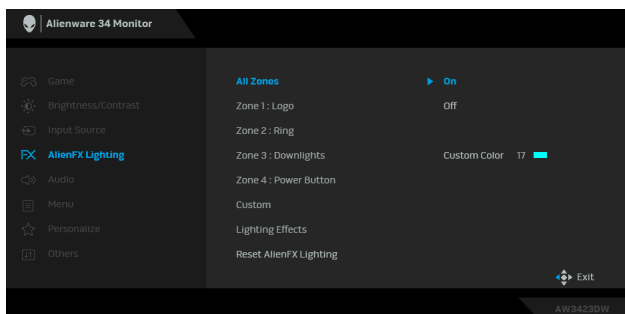 Alienware 34 Monitor
Game
Brightness/Contrast
Input Source
FX AlienFX Lighting
Audio
Menu
Personalize
Others
All Zones
Zone 1 : Logo
Zone 2 : Ring
Zone 3 : Downlights
Zone 4 : Power Button
Custom
Lighting Effects
Reset AlienFX Lighting
On
Off
Custom Color 17
Exit
AW3423DW